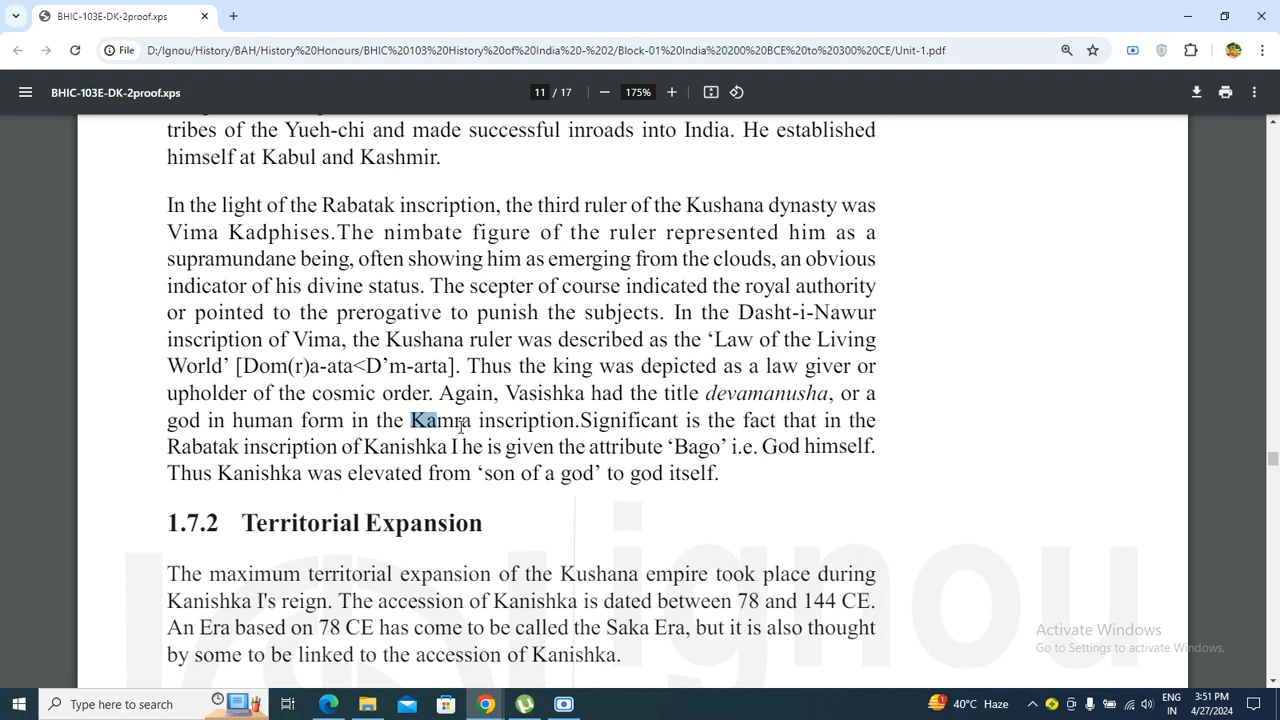 BHIC-103E-DK-2proof.xps
File D:/Ignou/History/BAH/History%20Honours/BHIC%20103%20History%20of%20India%20-%202/Block-01%20India%20200%20BCE%20to%20300%20CE/Unit-1.pdf
BHIC-103E-DK-2proof.xps 11 / 17 175%
tribes of the Yueh-chi and made successful inroads into India. He established
himself at Kabul and Kashmir.
In the light of the Rabatak inscription, the third ruler of the Kushana dynasty was
Vima Kadphises.The nimbate figure of the ruler represented him as a
supramundane being, often showing him as emerging from the clouds, an obvious
indicator of his divine status. The scepter of course indicated the royal authority
or pointed to the prerogative to punish the subjects. In the Dasht-i-Nawur
inscription of Vima, the Kushana ruler was described as the ‘Law of the Living
World’ [Dom(r)a-ata<D’m-arta]. Thus the king was depicted as a law giver or
upholder of the cosmic order. Again, Vasishka had the title devamanusha, or a
god in human form in the Kamra inscription.Significant is the fact that in the
Rabatak inscription of Kanishka I he is given the attribute ‘Bago’ i.e. God himself.
Thus Kanishka was elevated from ‘son of a god’ to god itself.
1.7.2 Territorial Expansion
The maximum territorial expansion of the Kushana empire took place during
Kanishka I's reign. The accession of Kanishka is dated between 78 and 144 CE.
An Era based on 78 CE has come to be called the Saka Era, but it is also thought
by some to be linked to the accession of Kanishka.
ignou
Activate Windows
Go to Settings to activate Windows.
Type here to search
40°C Haze
ENG
IN
3:51 PM
4/27/2024